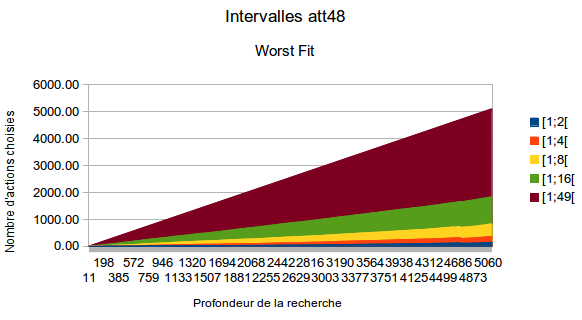 Intervalles att48
Worst Fit
Nombre d'actions choisies
6000.00
5000.00
4000.00
3000.00
2000.00
1000.00
0.00
[1;2[
[1;4[
[1;8[
[1;16[
[1;49[
198 572 946 1320 1694 2068 2442 2816 3190 3564 3938 4312 4686 5060
11 385 759 1133 1507 1881 2255 2629 3003 3377 3751 4125 4499 4873
Profondeur de la recherche